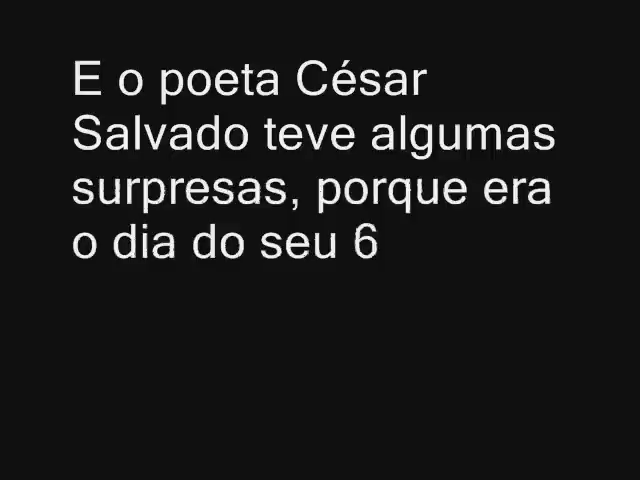 E o poeta César
Salvado teve algumas
surpresas, porque era
o dia do seu 6